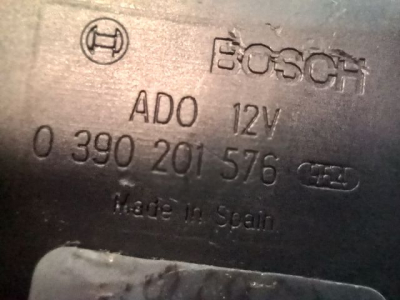 BOSCH
ADO 12V
0 390 201 576
Made in Spain